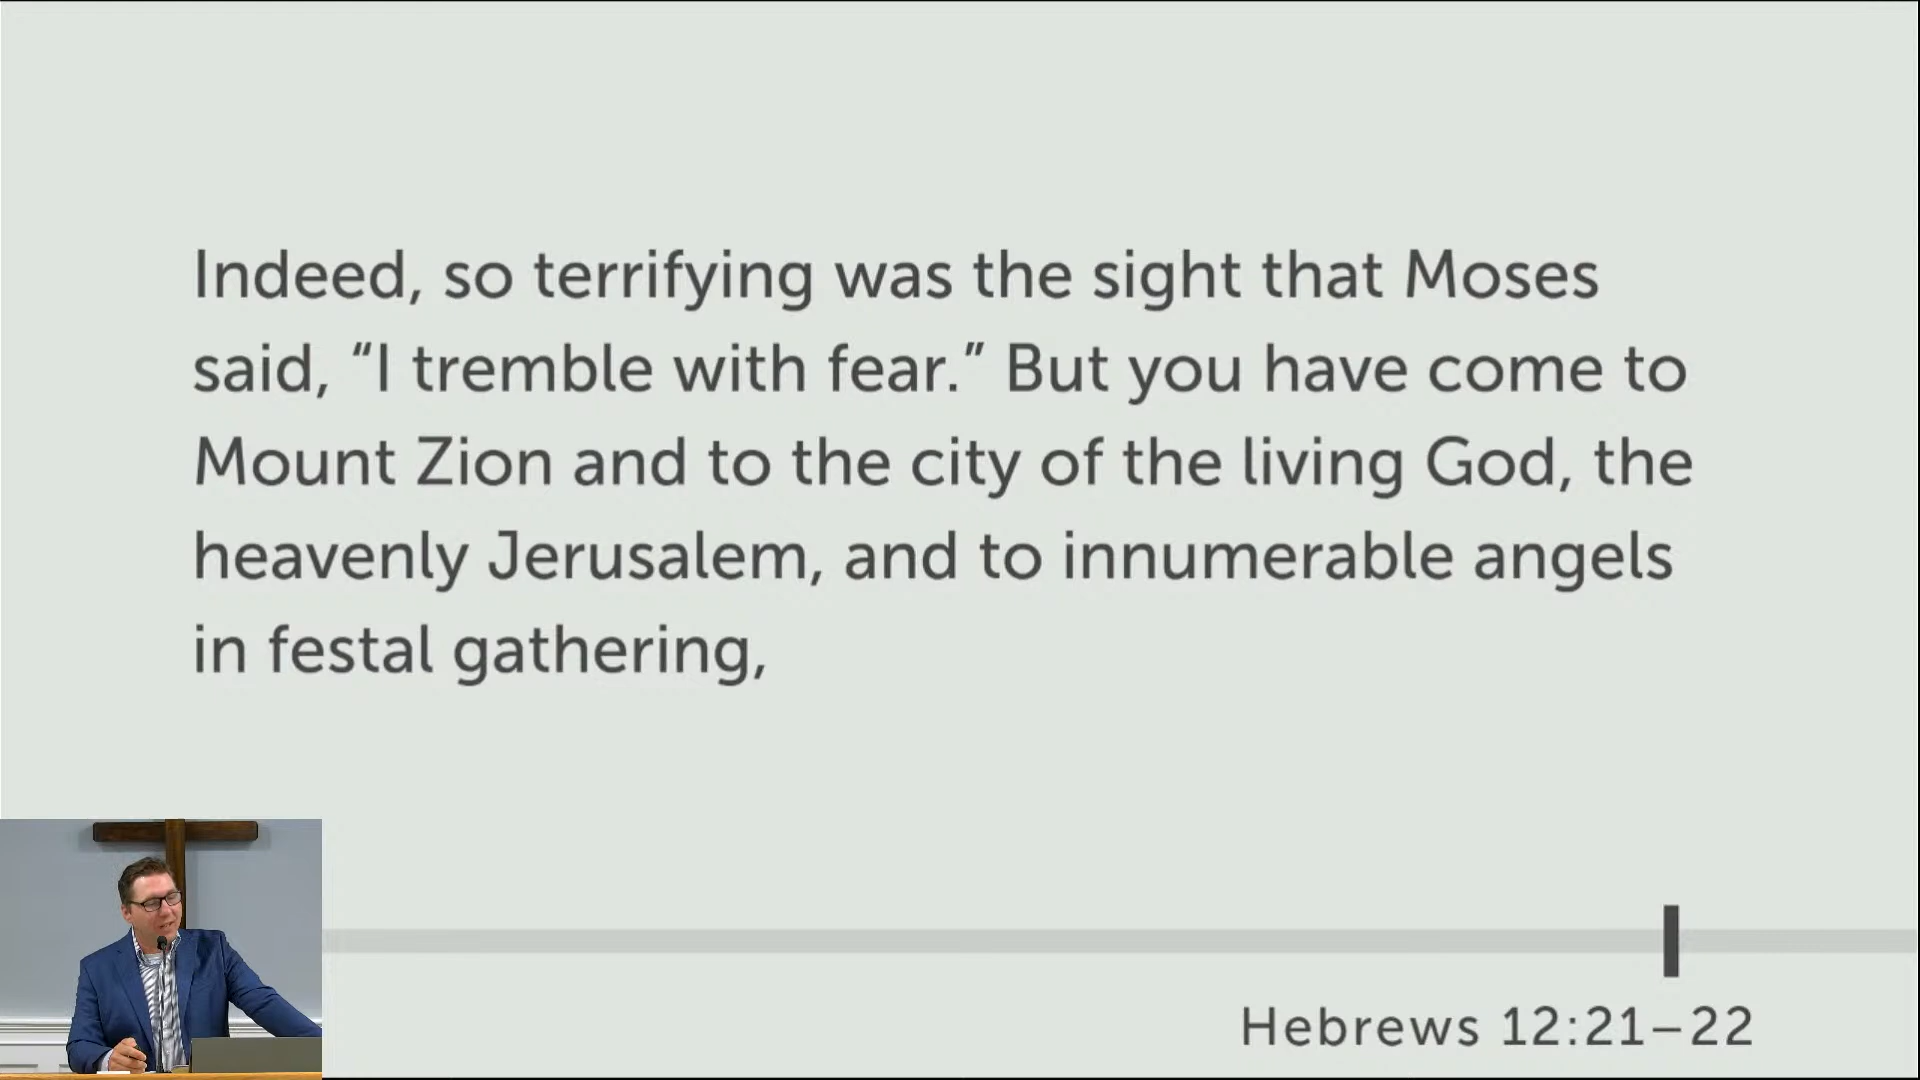 Indeed, so terrifying was the sight that Moses
said, “I tremble with fear.” But you have come to
Mount Zion and to the city of the living God, the
heavenly Jerusalem, and to innumerable angels
in festal gathering,
Hebrews 12:21–22